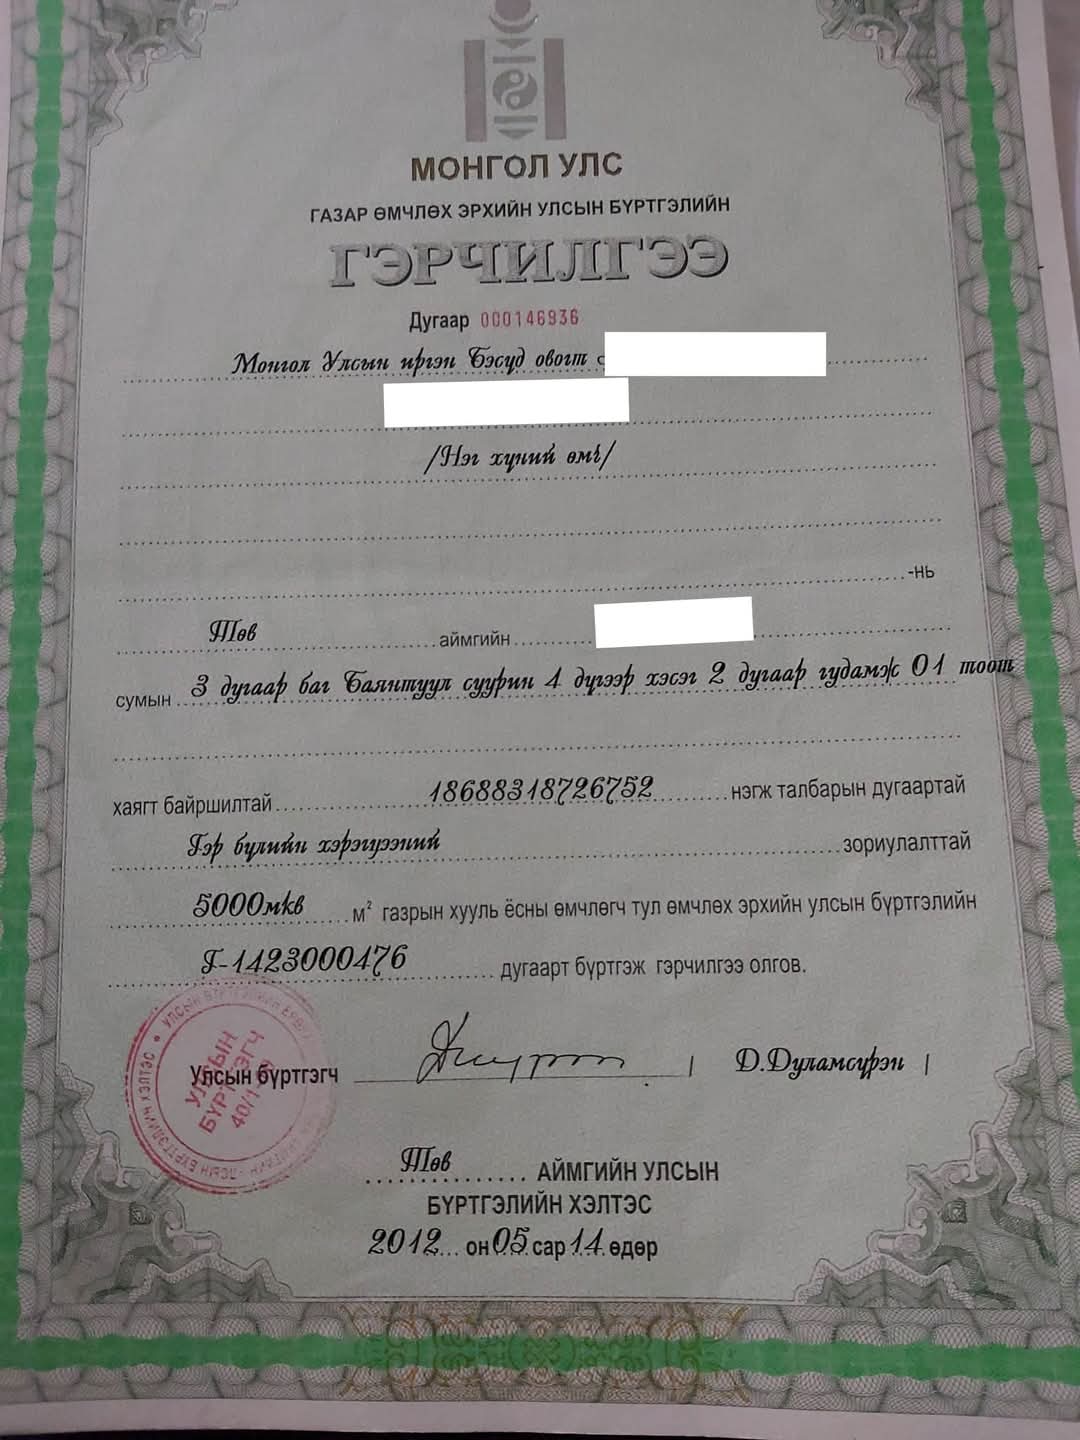 МОНГОЛ УЛС
ГАЗАР ӨМЧЛӨХ ЭРХИЙН УЛСЫН БҮРТГЭЛИЙН
ГЭРЧИЛГЭЭ
Дугаар 000146936
Монгол Улсын иргэн Бэсуд овогт
/Нэг хүний өмч/
-нь
Төв аймгийн
сумын 3 дугаар баг Баянтуул суурин 4 дүгээр хэсэг 2 дугаар гудамж 01 тоот
хаягт байршилтай 18688318726752 нэгж талбарын дугаартай
Гэр бүлийн хэрэгцээний зориулалттай
5000мкв м² газрын хууль ёсны өмчлөгч тул өмчлөх эрхийн улсын бүртгэлийн
Г-1423000476 дугаарт бүртгэж гэрчилгээ олгов.
УЛСЫН
БҮРТГЭГЧ
Улсын бүртгэгч Д.Дуламсүрэн
Төв АЙМГИЙН УЛСЫН
БҮРТГЭЛИЙН ХЭЛТЭС
2012 он 05 сар 14 өдөр